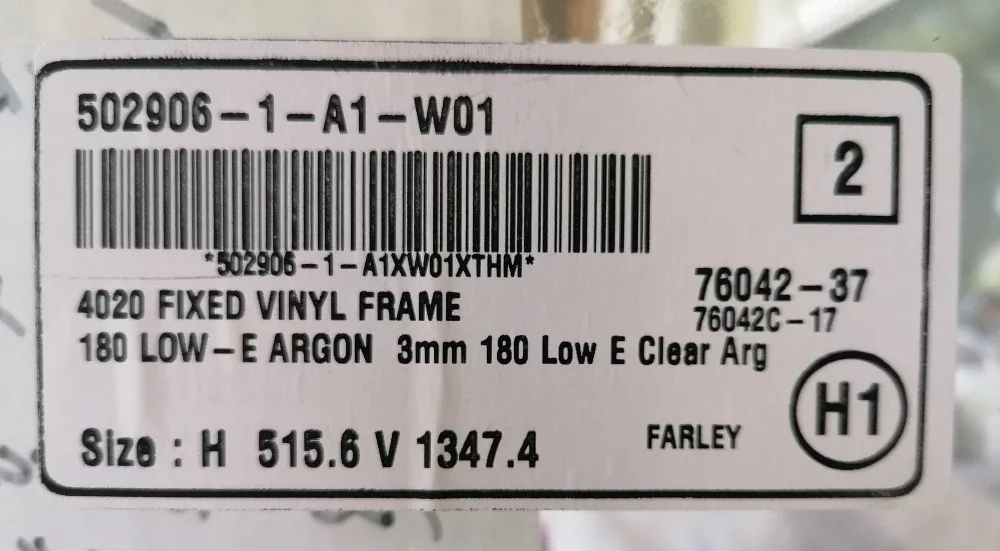 502906-1-A1-W01
2
*502906-1-A1XW01XTHM*
4020 FIXED VINYL FRAME
76042-37
76042C-17
180 LOW-E ARGON 3mm 180 Low E Clear Arg
H1
Size : H 515.6 V 1347.4
FARLEY